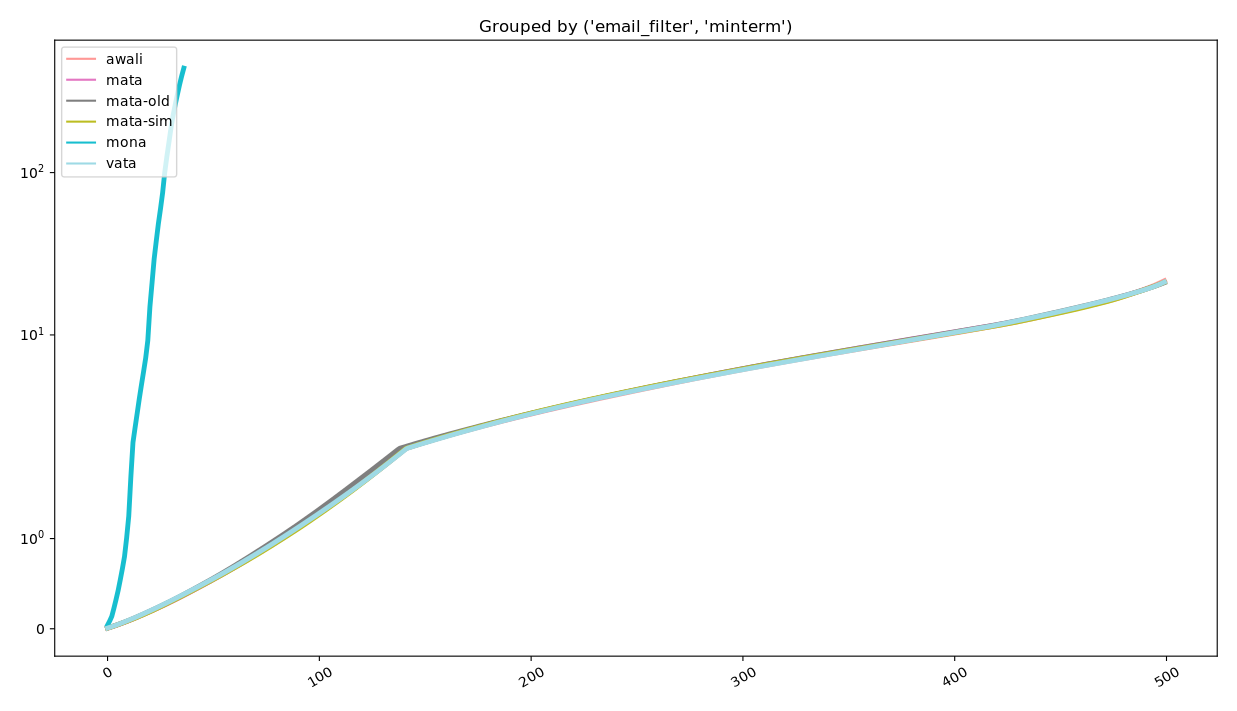 Grouped by ('email_filter', 'minterm')
awali
mata
mata-old
mata-sim
mona
vata
10²
10¹
10⁰
0
0
100
200
300
400
500